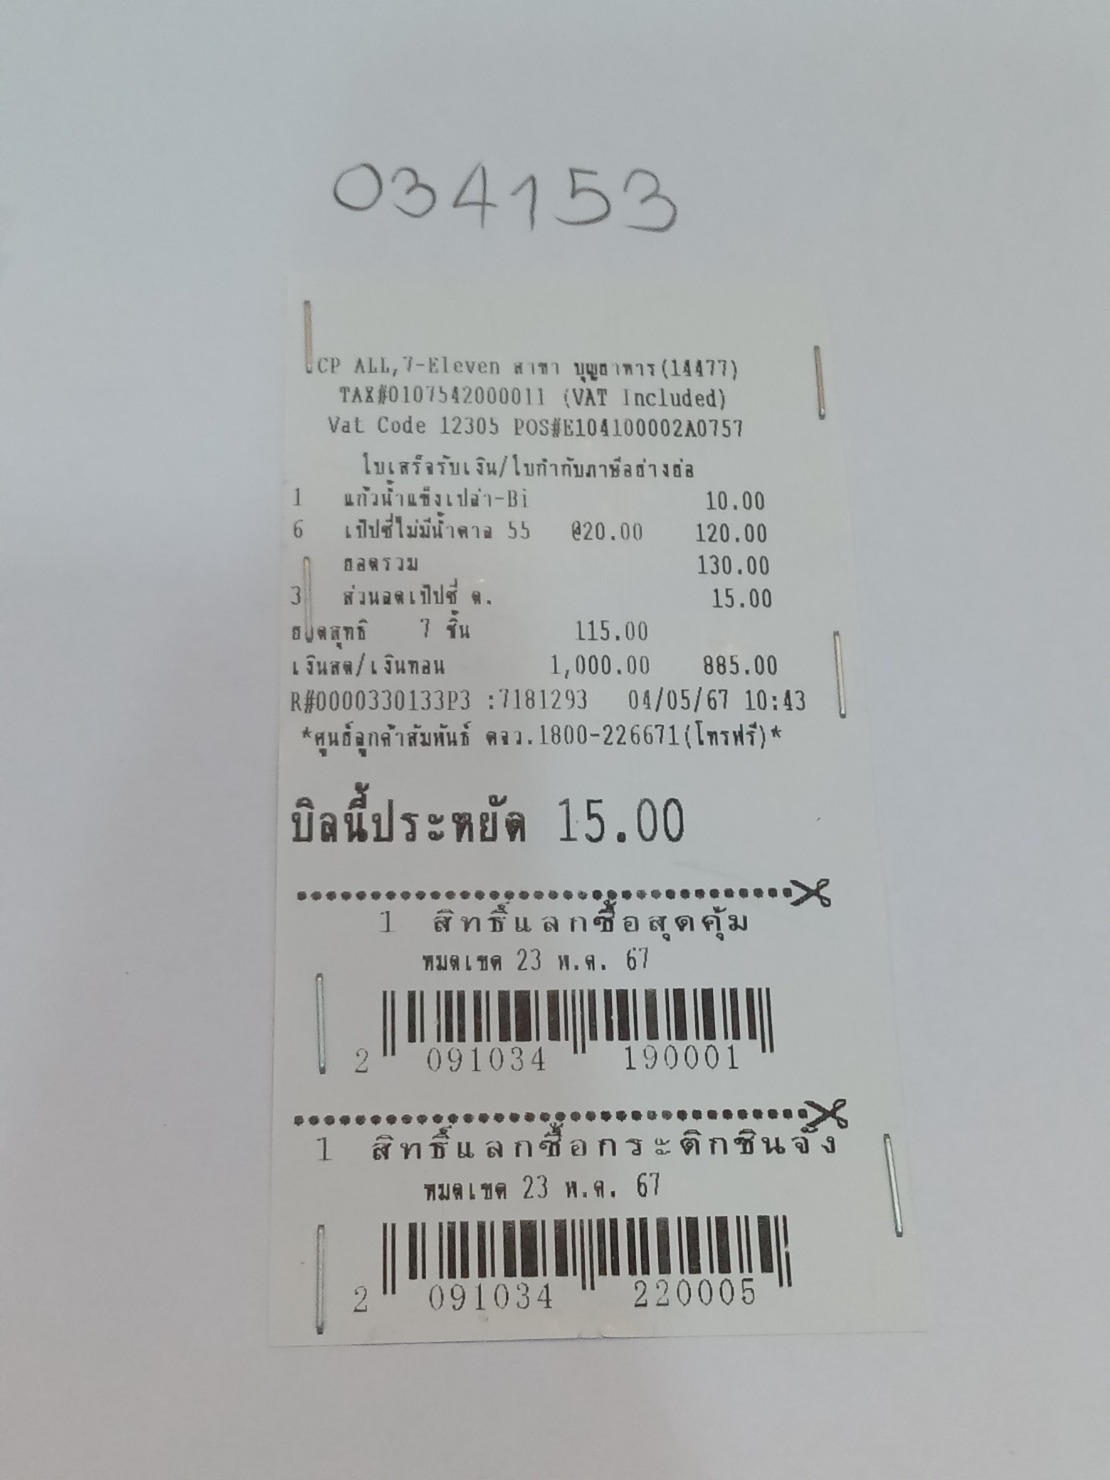 034153
CP ALL,7-Eleven สาขา บุญธาหาร(14477)
TAX#0107542000011 (VAT Included)
Vat Code 12305 POS#E104100002A0757
ใบเสร็จรับเงิน/ใบกำกับภาษีอย่างย่อ
1 แก้วน้ำแข็งเปล่า-Bi 10.00
6 เป๊ปซี่ไม่มีน้ำตาล 55 @20.00 120.00
ยอดรวม 130.00
3 ส่วนลดเป๊ปซี่ ต. 15.00
ยอดสุทธิ 7 ชิ้น 115.00
เงินสด/เงินทอน 1,000.00 885.00
R#0000330133P3 :7181293 04/05/67 10:43
*ศูนย์ลูกค้าสัมพันธ์ ตจว.1800-226671(โทรฟรี)*
บิลนี้ประหยัด 15.00
1 สิทธิ์แลกซื้อสุดคุ้ม
หมดเขต 23 พ.ค. 67
2 091034 190001
1 สิทธิ์แลกซื้อกระติกชินจัง
หมดเขต 23 พ.ค. 67
2 091034 220005